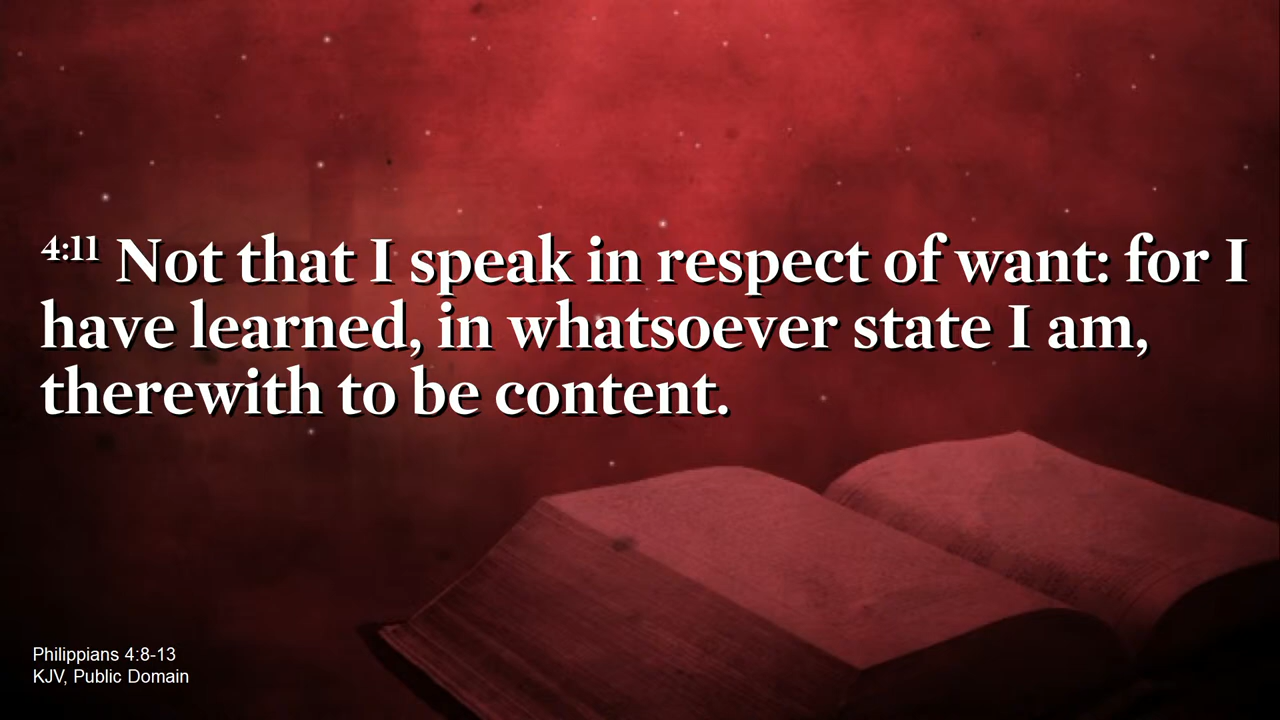 4:11 Not that I speak in respect of want: for I
have learned, in whatsoever state I am,
therewith to be content.
Philippians 4:8-13
KJV, Public Domain